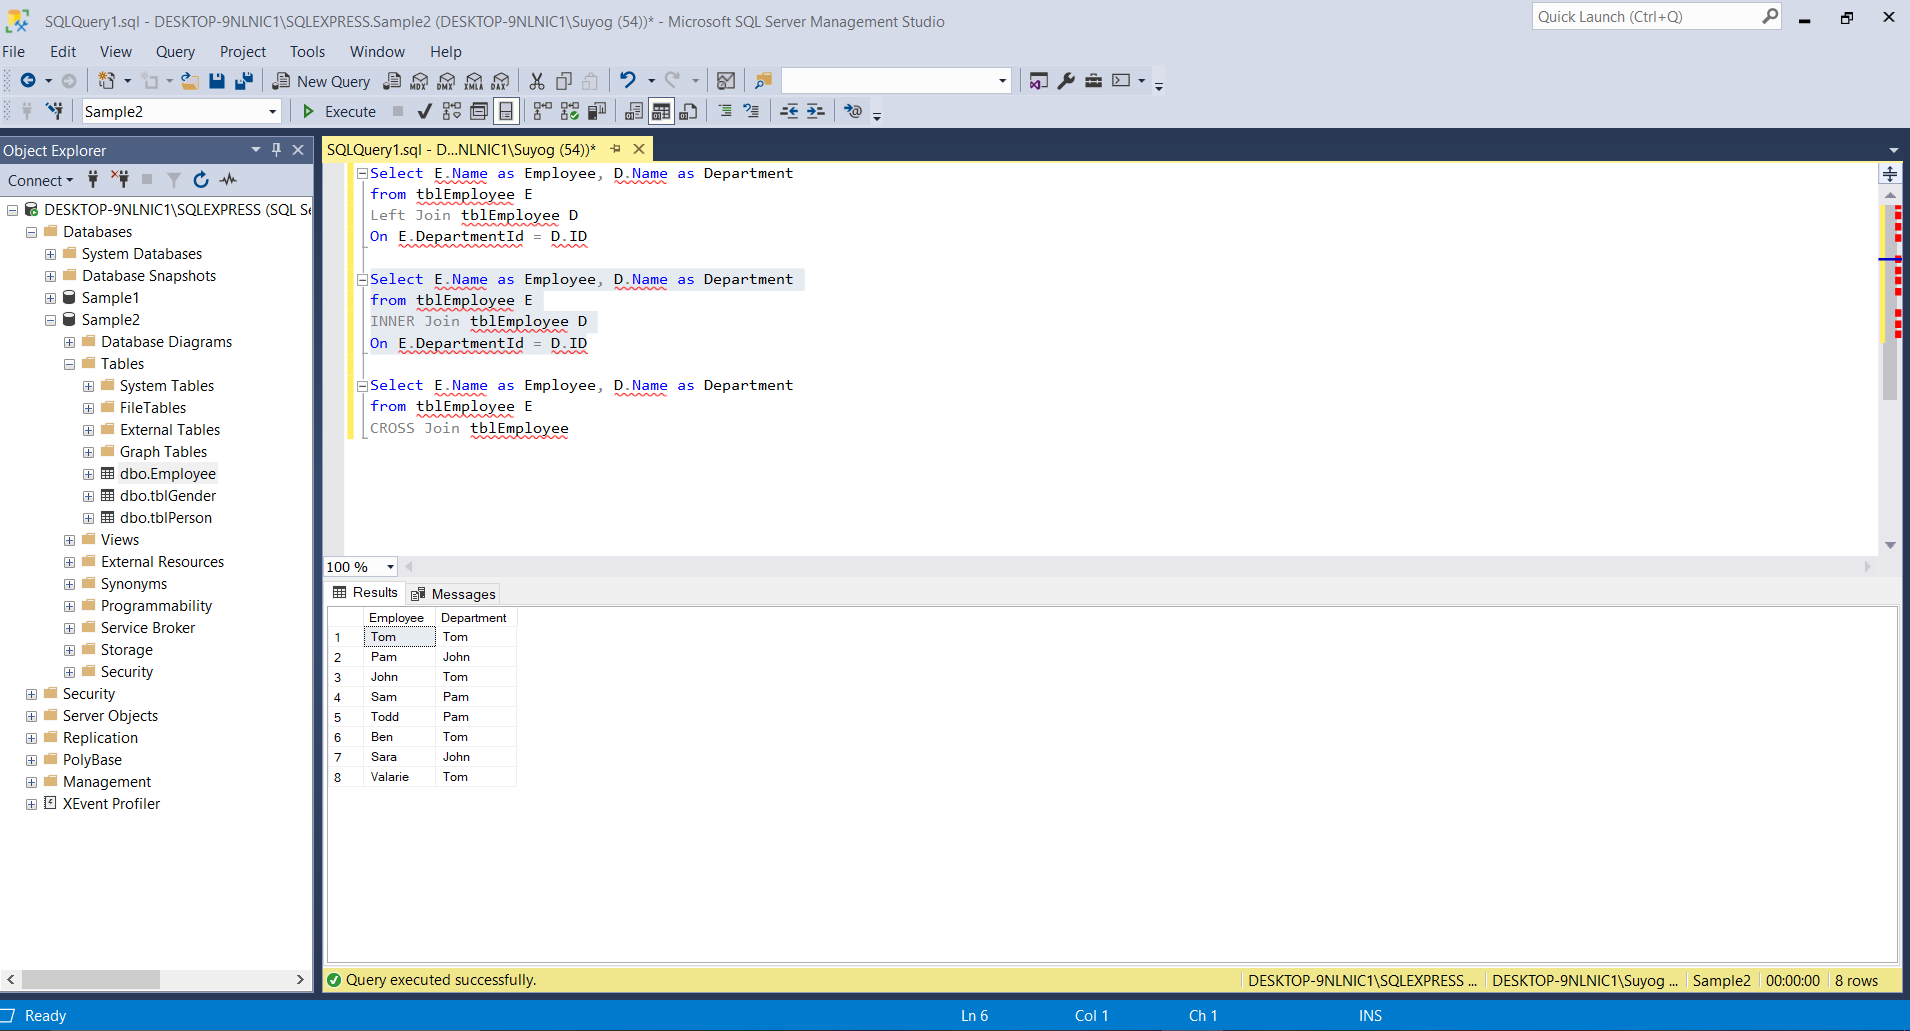 SQLQuery1.sql - DESKTOP-9NLNIC1\SQLEXPRESS.Sample2 (DESKTOP-9NLNIC1\Suyog (54))* - Microsoft SQL Server Management Studio
Quick Launch (Ctrl+Q)
File Edit View Query Project Tools Window Help
New Query MDX DMX XMLA DAX
Sample2 Execute
Object Explorer
Connect
DESKTOP-9NLNIC1\SQLEXPRESS (SQL Se
Databases
System Databases
Database Snapshots
Sample1
Sample2
Database Diagrams
Tables
System Tables
FileTables
External Tables
Graph Tables
dbo.Employee
dbo.tblGender
dbo.tblPerson
Views
External Resources
Synonyms
Programmability
Service Broker
Storage
Security
Security
Server Objects
Replication
PolyBase
Management
XEvent Profiler
SQLQuery1.sql - D...NLNIC1\Suyog (54))*
Select E.Name as Employee, D.Name as Department
from tblEmployee E
Left Join tblEmployee D
On E.DepartmentId = D.ID
Select E.Name as Employee, D.Name as Department
from tblEmployee E
INNER Join tblEmployee D
On E.DepartmentId = D.ID
Select E.Name as Employee, D.Name as Department
from tblEmployee E
CROSS Join tblEmployee
100 %
Results Messages
Employee Department
1 Tom Tom
2 Pam John
3 John Tom
4 Sam Pam
5 Todd Pam
6 Ben Tom
7 Sara John
8 Valarie Tom
Query executed successfully. DESKTOP-9NLNIC1\SQLEXPRESS ... DESKTOP-9NLNIC1\Suyog ... Sample2 00:00:00 8 rows
Ready Ln 6 Col 1 Ch 1 INS